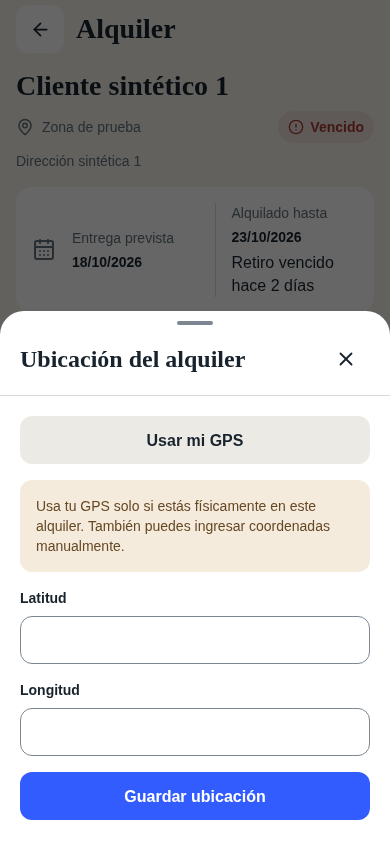 Alquiler
Cliente sintético 1
Zona de prueba
Vencido
Dirección sintética 1
Entrega prevista
18/10/2026
Alquilado hasta
23/10/2026
Retiro vencido
hace 2 días
Ubicación del alquiler
Usar mi GPS
Usa tu GPS solo si estás físicamente en este
alquiler. También puedes ingresar coordenadas
manualmente.
Latitud
Longitud
Guardar ubicación